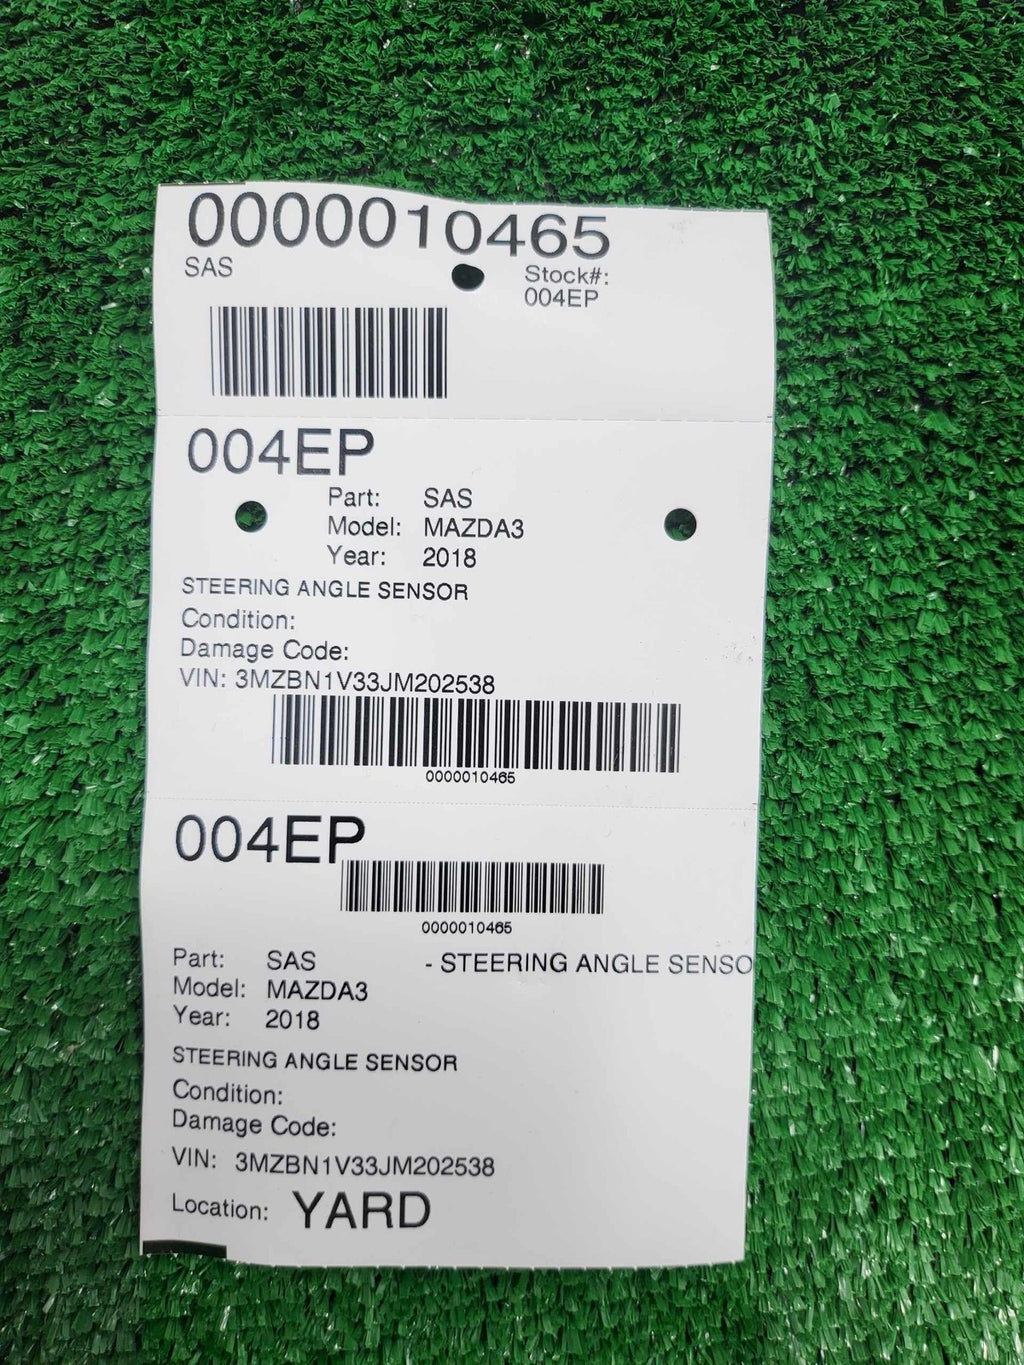 0000010465
SAS
Stock#:
004EP
004EP
Part: SAS
Model: MAZDA3
Year: 2018
STEERING ANGLE SENSOR
Condition:
Damage Code:
VIN: 3MZBN1V33JM202538
0000010465
004EP
0000010465
Part: SAS - STEERING ANGLE SENSO
Model: MAZDA3
Year: 2018
STEERING ANGLE SENSOR
Condition:
Damage Code:
VIN: 3MZBN1V33JM202538
Location: YARD